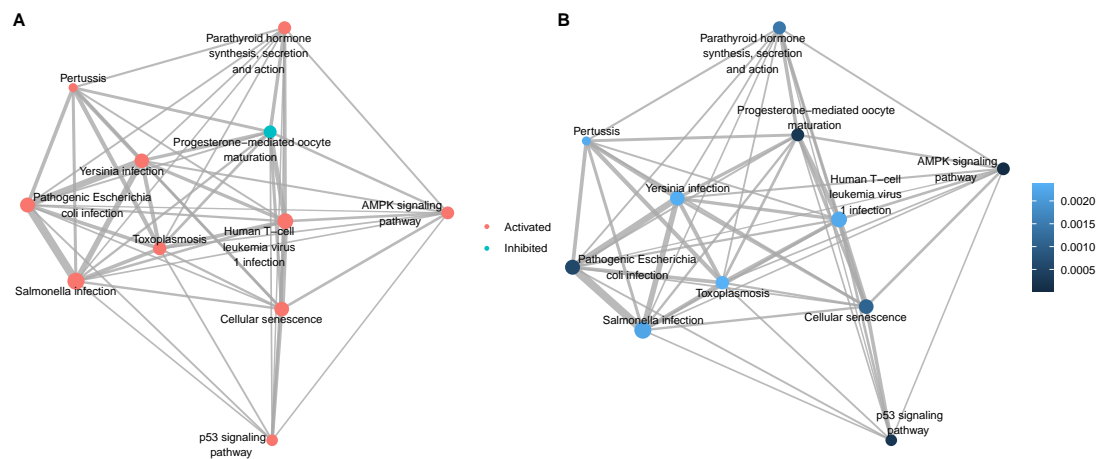 A
Parathyroid hormone
synthesis, secretion
and action
Pertussis
Progesterone−mediated oocyte
maturation
Yersinia infection
Pathogenic Escherichia
coli infection
AMPK signaling
pathway
Toxoplasmosis
Human T−cell
leukemia virus
1 infection
Salmonella infection
Cellular senescence
p53 signaling
pathway
Activated
Inhibited
B
Parathyroid hormone
synthesis, secretion
and action
Progesterone−mediated oocyte
maturation
Pertussis
AMPK signaling
pathway
Yersinia infection
Human T−cell
leukemia virus
1 infection
Pathogenic Escherichia
coli infection
Toxoplasmosis
Salmonella infection
Cellular senescence
p53 signaling
pathway
0.0020
0.0015
0.0010
0.0005